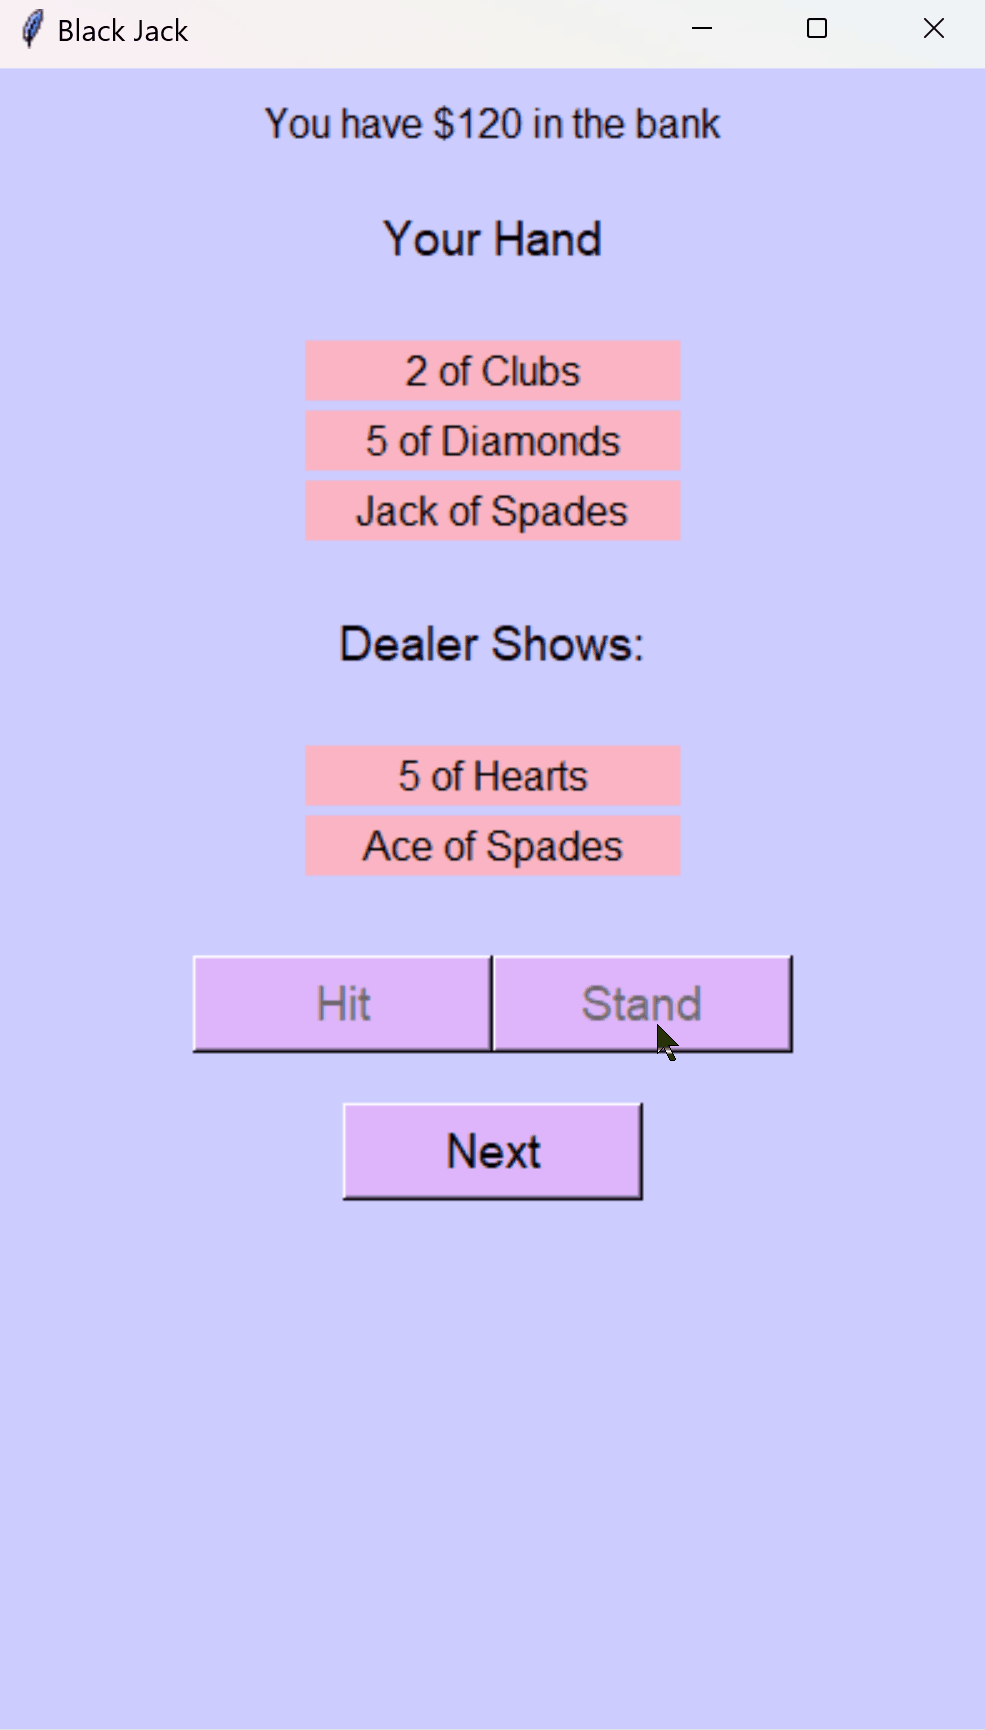 Black Jack
You have $120 in the bank
Your Hand
2 of Clubs
5 of Diamonds
Jack of Spades
Dealer Shows:
5 of Hearts
Ace of Spades
Hit Stand
Next